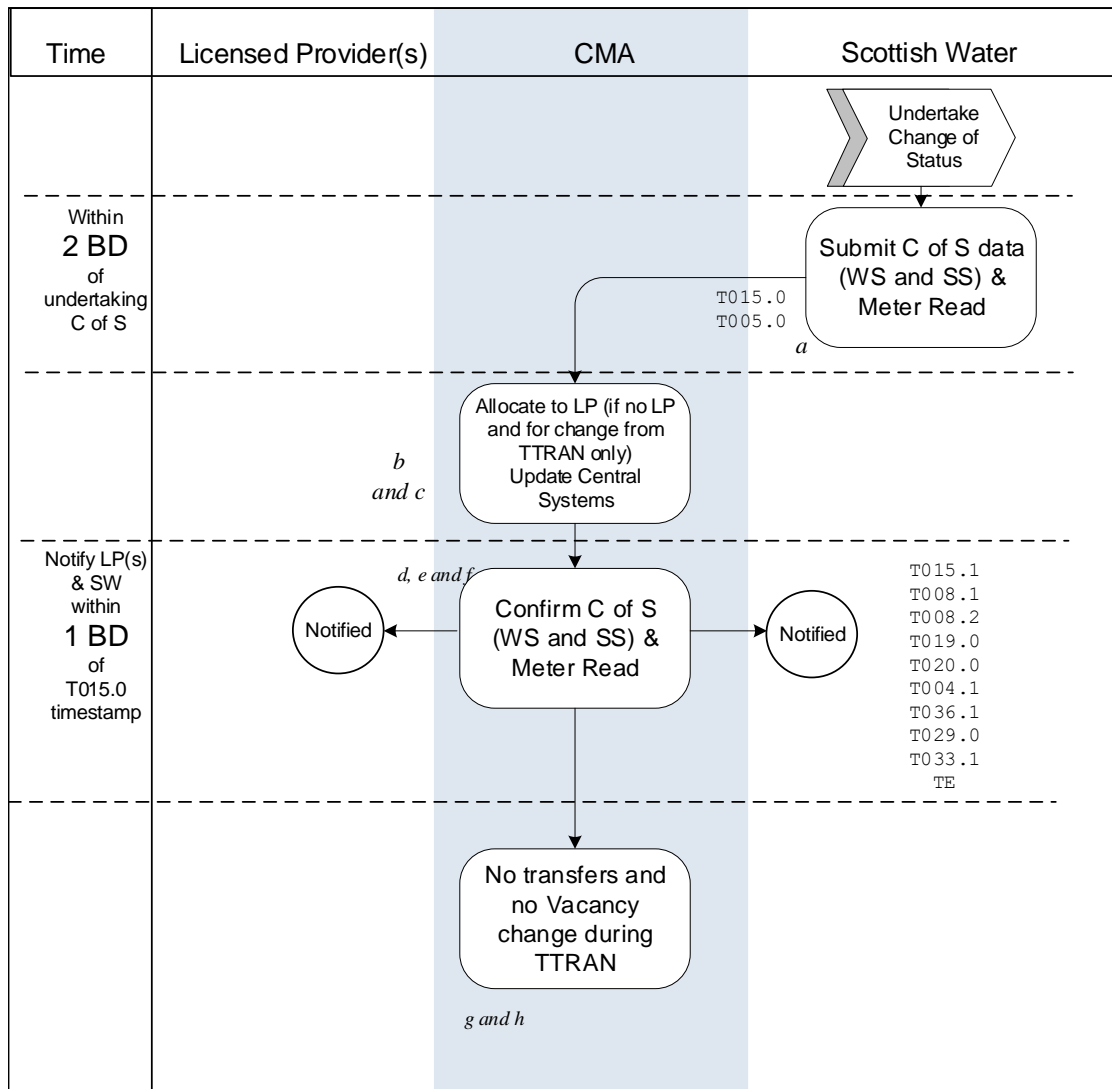 Time
Licensed Provider(s)
CMA
Scottish Water
Undertake
Change of
Status
Within
2 BD
of
undertaking
C of S
Submit C of S data
(WS and SS) &
Meter Read
T015.0
T005.0
a
Allocate to LP (if no LP
and for change from
TTRAN only)
Update Central
Systems
b
and c
Notify LP(s)
& SW
within
1 BD
of
T015.0
timestamp
d, e and f
Notified
Confirm C of S
(WS and SS) &
Meter Read
Notified
T015.1
T008.1
T008.2
T019.0
T020.0
T004.1
T036.1
T029.0
T033.1
TE
No transfers and
no Vacancy
change during
TTRAN
g and h